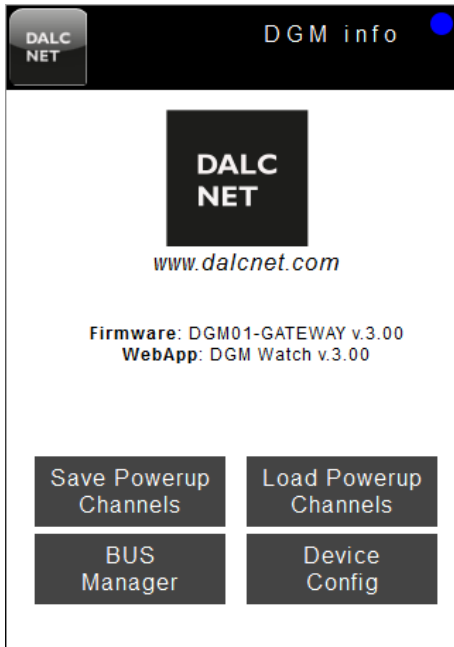 DALC
NET
DGM info
DALC
NET
www.dalcnet.com
Firmware: DGM01-GATEWAY v.3.00
WebApp: DGM Watch v.3.00
Save Powerup
Channels
Load Powerup
Channels
BUS
Manager
Device
Config